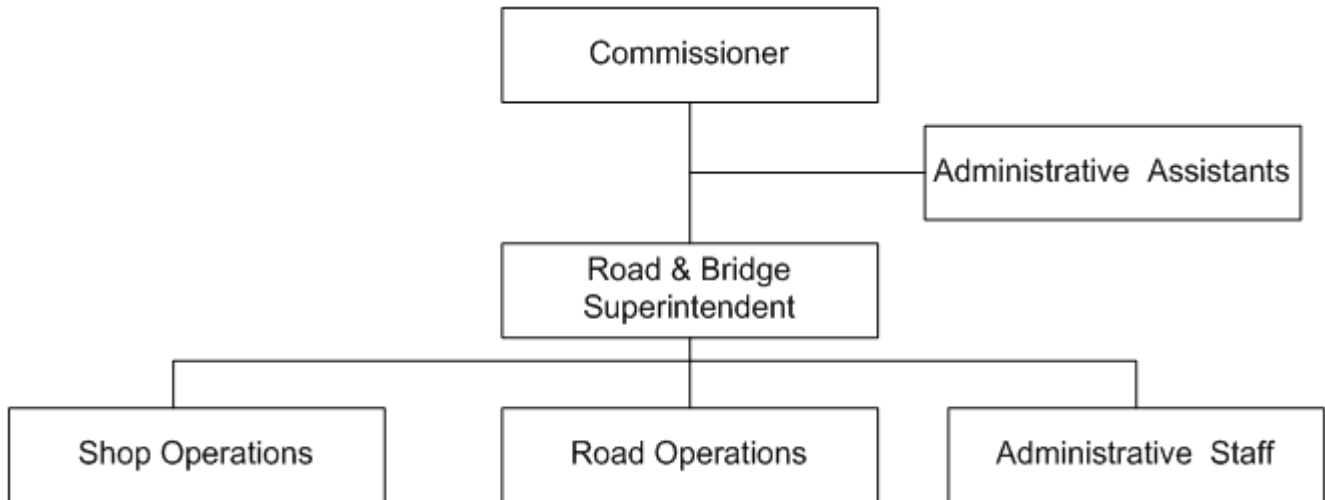 Commissioner
Administrative Assistants
Road & Bridge
Superintendent
Shop Operations
Road Operations
Administrative Staff